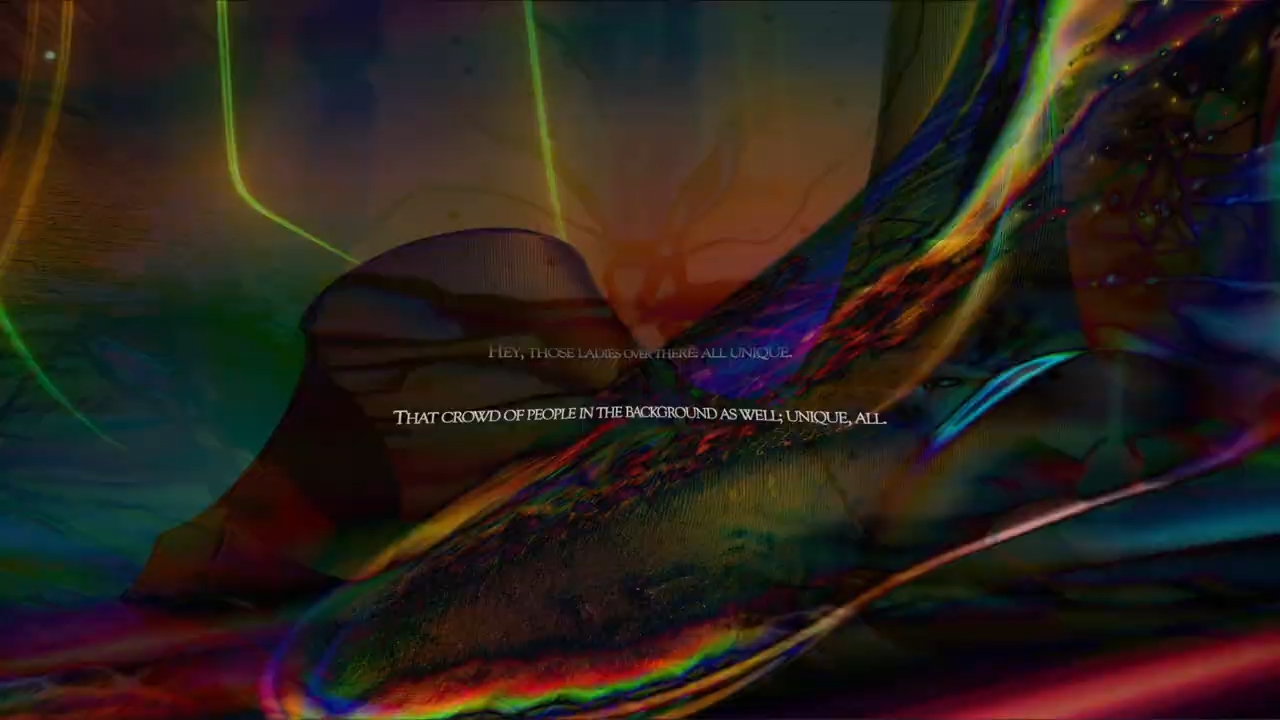 Hey, those ladies over there: all unique.
That crowd of people in the background as well; unique, all.